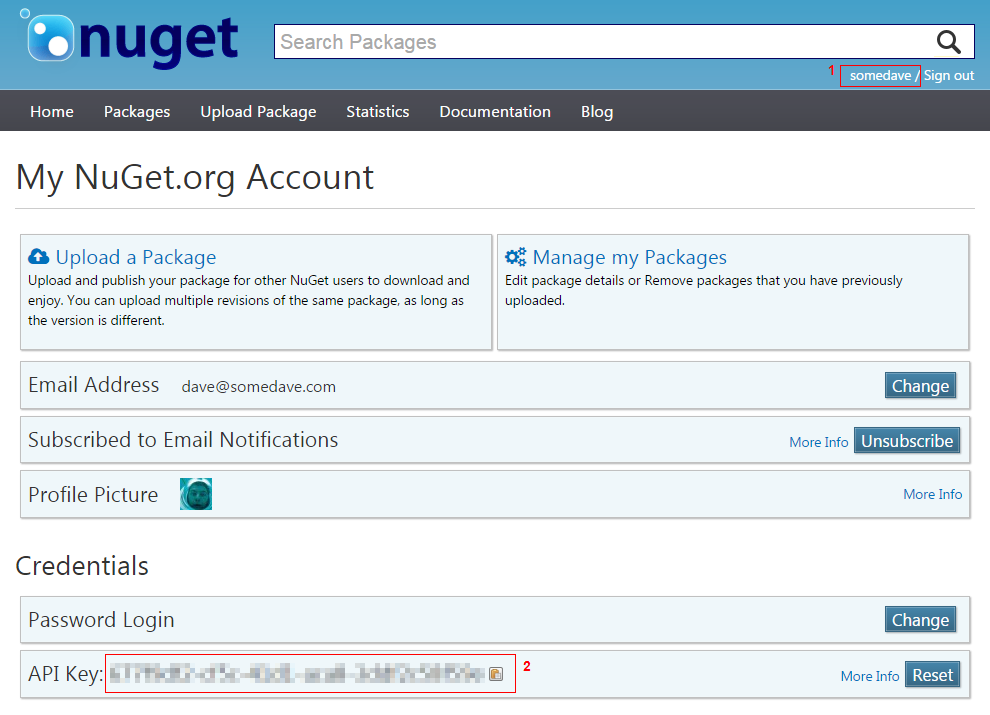 nuget
Search Packages
1
somedave / Sign out
Home Packages Upload Package Statistics Documentation Blog
My NuGet.org Account
Upload a Package
Upload and publish your package for other NuGet users to download and
enjoy. You can upload multiple revisions of the same package, as long as
the version is different.
Manage my Packages
Edit package details or Remove packages that you have previously
uploaded.
Email Address dave@somedave.com Change
Subscribed to Email Notifications More Info Unsubscribe
Profile Picture More Info
Credentials
Password Login Change
API Key: 2 More Info Reset